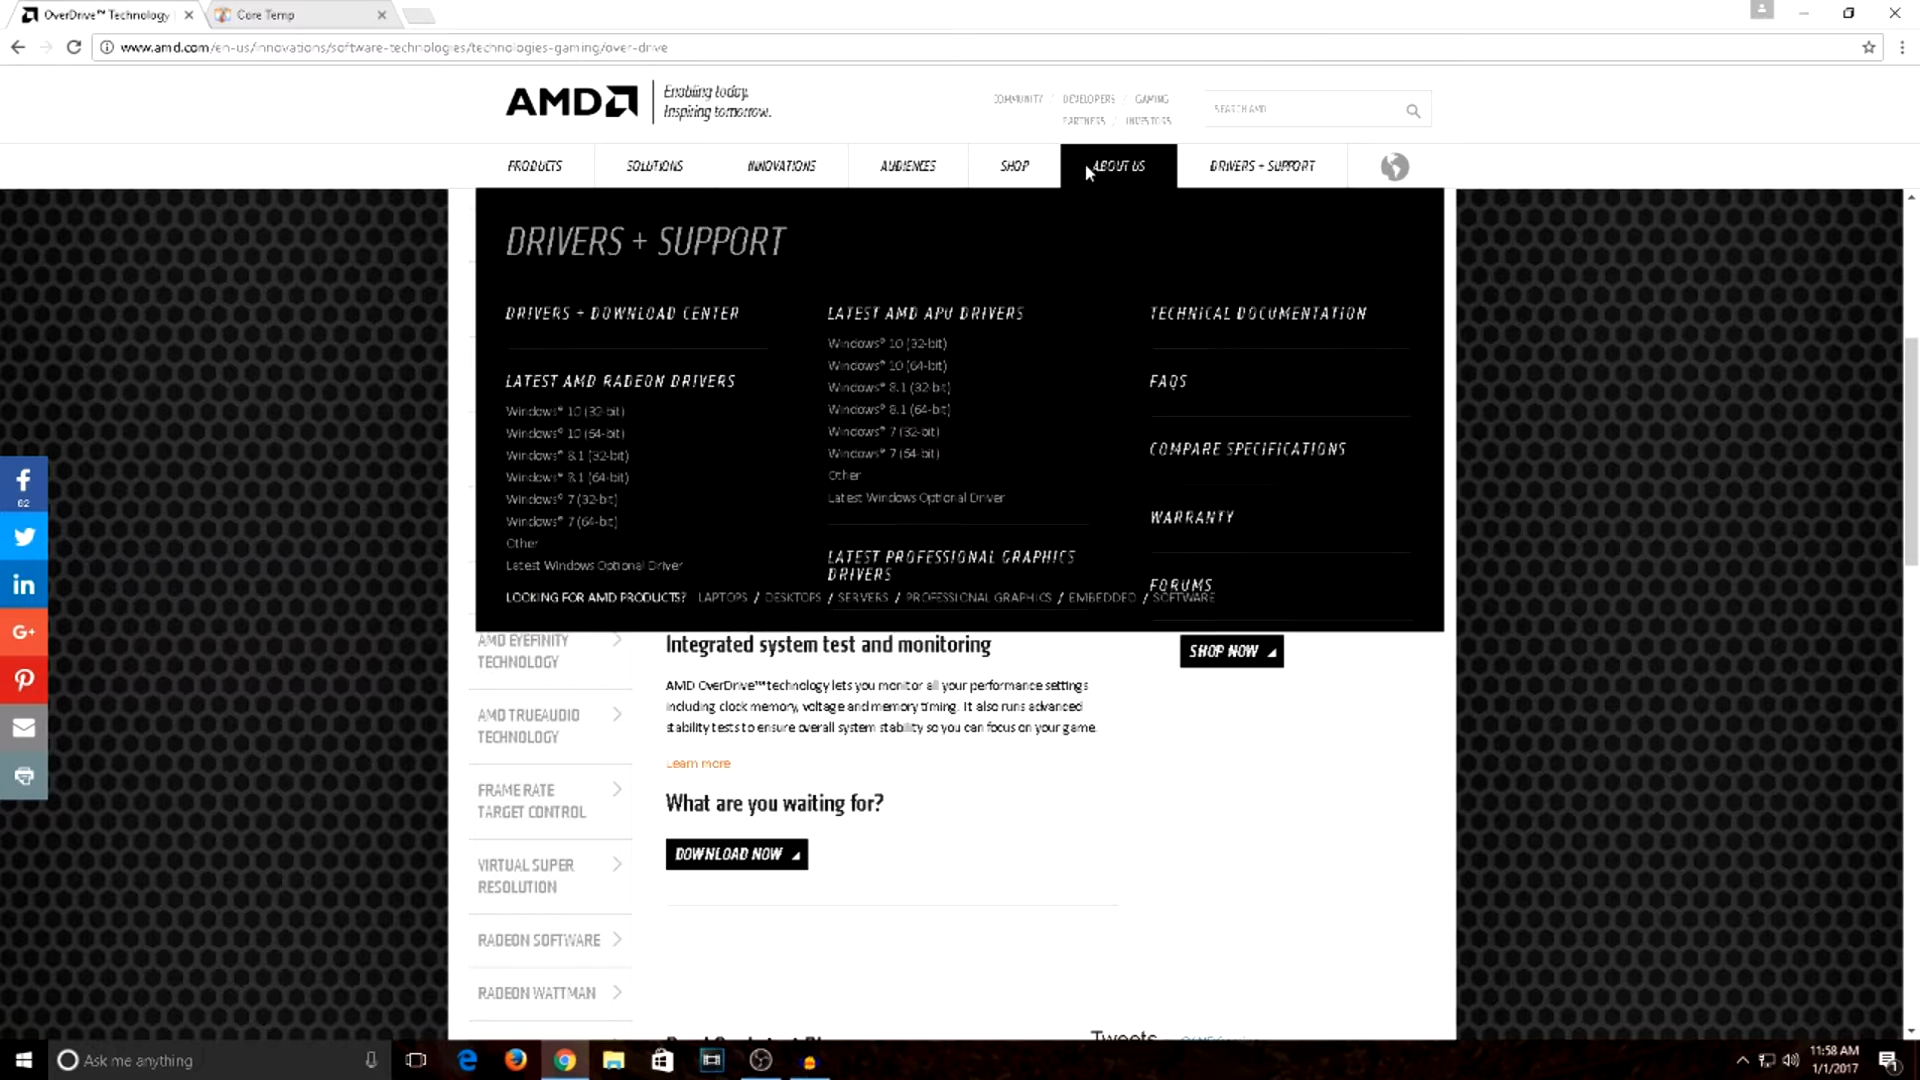 OverDrive™ Technology
Core Temp
www.amd.com/en-us/innovations/software-technologies/technologies-gaming/over-drive
AMD
Enabling today.
Inspiring tomorrow.
COMMUNITY / DEVELOPERS / GAMING
PARTNERS / INVESTORS
SEARCH AMD
PRODUCTS
SOLUTIONS
INNOVATIONS
AUDIENCES
SHOP
ABOUT US
DRIVERS + SUPPORT
DRIVERS + SUPPORT
DRIVERS + DOWNLOAD CENTER
LATEST AMD RADEON DRIVERS
Windows® 10 (32-bit)
Windows® 10 (64-bit)
Windows® 8.1 (32-bit)
Windows® 8.1 (64-bit)
Windows® 7 (32-bit)
Windows® 7 (64-bit)
Other
Latest Windows Optional Driver
LATEST AMD APU DRIVERS
Windows® 10 (32-bit)
Windows® 10 (64-bit)
Windows® 8.1 (32-bit)
Windows® 8.1 (64-bit)
Windows® 7 (32-bit)
Windows® 7 (64-bit)
Other
Latest Windows Optional Driver
LATEST PROFESSIONAL GRAPHICS
DRIVERS
TECHNICAL DOCUMENTATION
FAQS
COMPARE SPECIFICATIONS
WARRANTY
FORUMS
LOOKING FOR AMD PRODUCTS? LAPTOPS / DESKTOPS / SERVERS / PROFESSIONAL GRAPHICS / EMBEDDED / SOFTWARE
82
G+
AMD EYEFINITY
TECHNOLOGY
AMD TRUEAUDIO
TECHNOLOGY
FRAME RATE
TARGET CONTROL
VIRTUAL SUPER
RESOLUTION
RADEON SOFTWARE
RADEON WATTMAN
Integrated system test and monitoring
AMD OverDrive™ technology lets you monitor all your performance settings
including clock memory, voltage and memory timing. It also runs advanced
stability tests to ensure overall system stability so you can focus on your game.
Learn more
What are you waiting for?
DOWNLOAD NOW
SHOP NOW
Tweets
Ask me anything
11:58 AM
1/1/2017
1